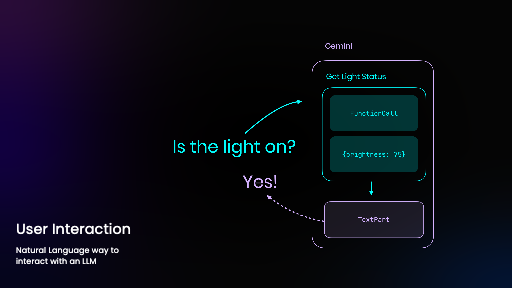 Gemini
Get Light Status
FunctionCall
Is the light on?
{brightness: 75}
Yes!
TextPart
User Interaction
Natural Language way to
interact with an LLM